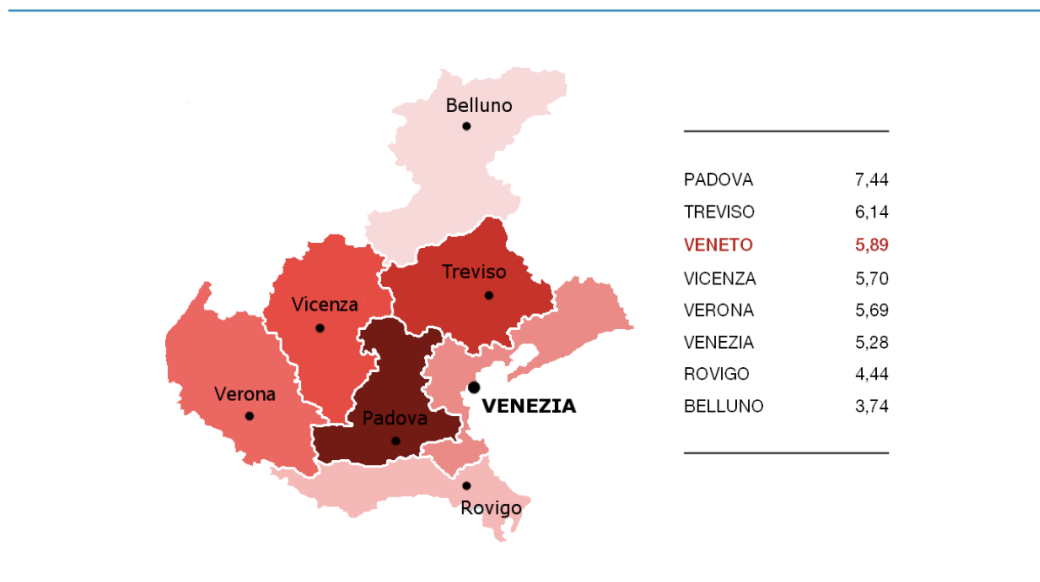 Belluno
Treviso
Vicenza
Verona
Padova
VENEZIA
Rovigo
PADOVA 7,44
TREVISO 6,14
VENETO 5,89
VICENZA 5,70
VERONA 5,69
VENEZIA 5,28
ROVIGO 4,44
BELLUNO 3,74